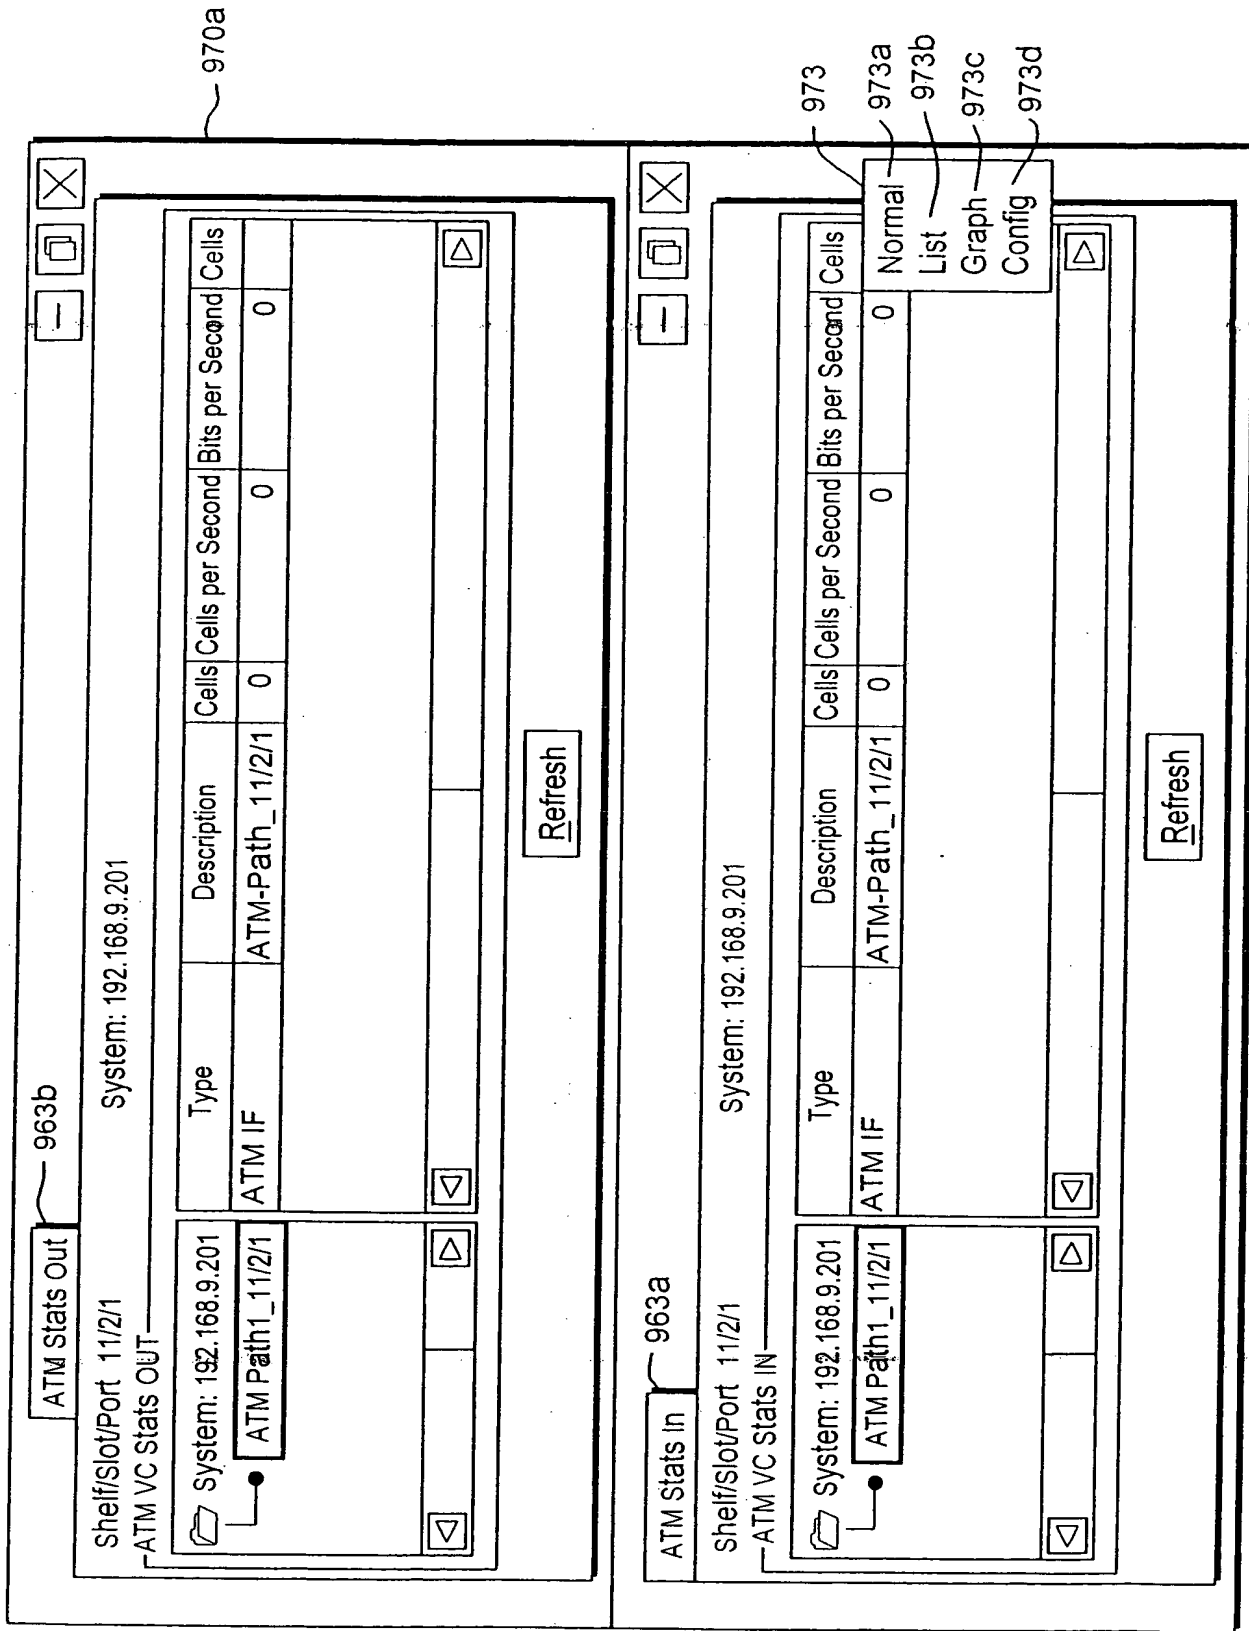 970a
ATM Stats Out
963b
Shelf/Slot/Port 11/2/1 System: 192.168.9.201
ATM VC Stats OUT
System: 192.168.9.201
ATM Path1_11/2/1
Type Description Cells Cells per Second Bits per Second Cells
ATM IF ATM-Path_11/2/1 0 0 0
Refresh
ATM Stats In
963a
Shelf/Slot/Port 11/2/1 System: 192.168.9.201
ATM VC Stats IN
System: 192.168.9.201
ATM Path1_11/2/1
Type Description Cells Cells per Second Bits per Second Cells
ATM IF ATM-Path_11/2/1 0 0 0
973
Normal 973a
List 973b
Graph 973c
Config 973d
Refresh